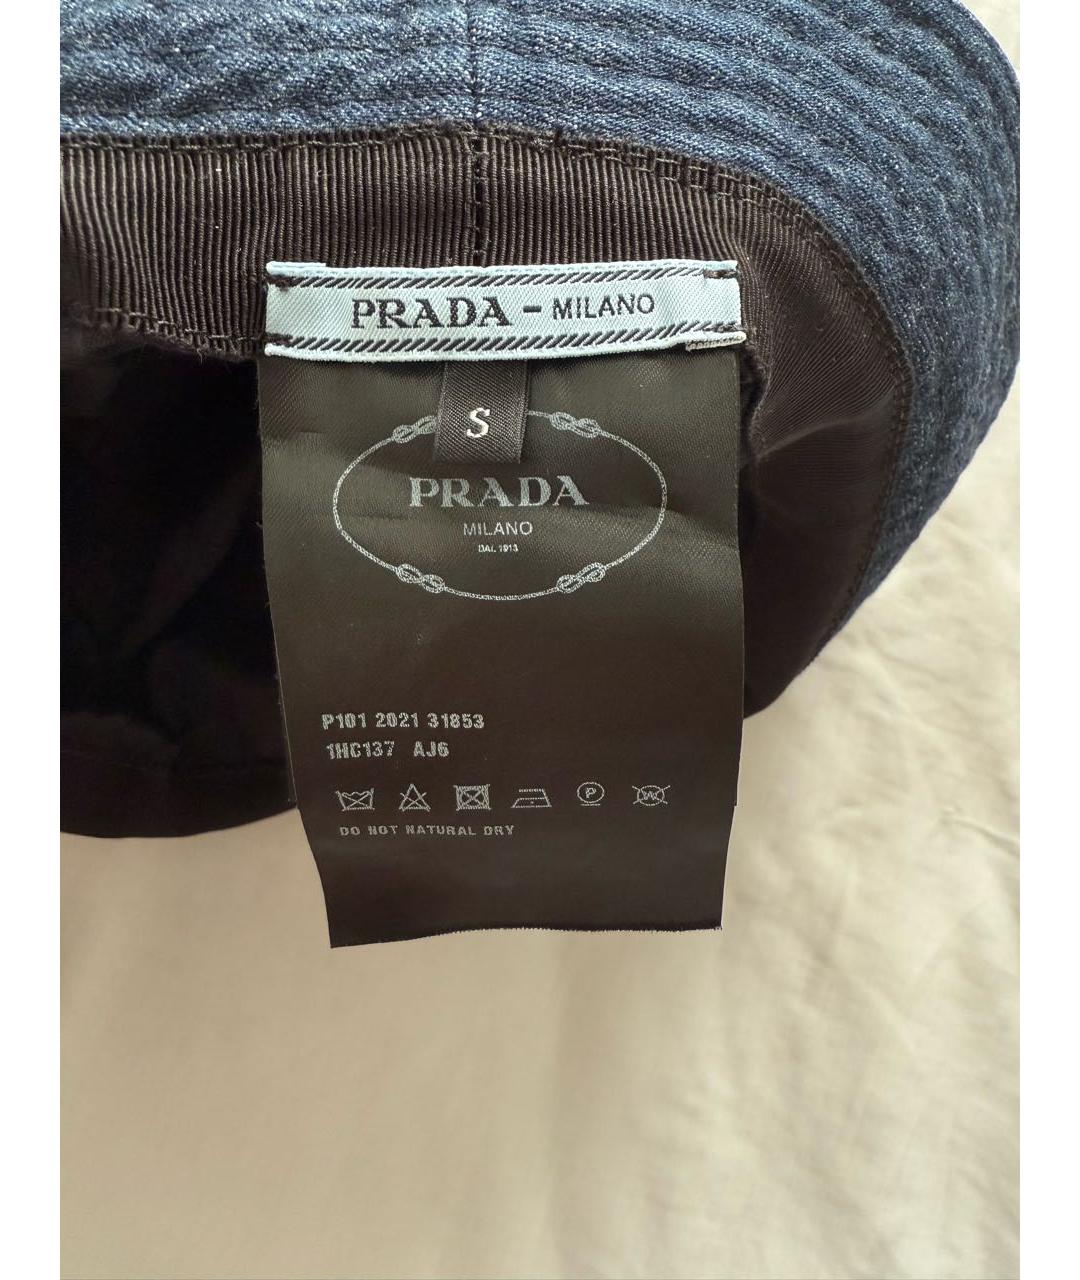 PRADA - MILANO
S
PRADA
MILANO
DAL 1913
P101 2021 31853
1HC137 AJ6
P
W
DO NOT NATURAL DRY